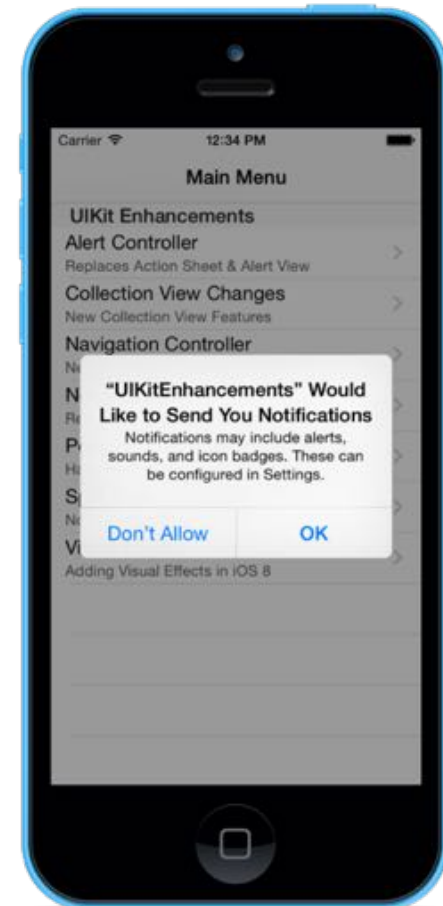 Carrier 12:34 PM
Main Menu
UIKit Enhancements
Alert Controller
Replaces Action Sheet & Alert View
Collection View Changes
New Collection View Features
Navigation Controller
“UIKitEnhancements” Would
Like to Send You Notifications
Notifications may include alerts,
sounds, and icon badges. These can
be configured in Settings.
Don't Allow OK
Adding Visual Effects in iOS 8